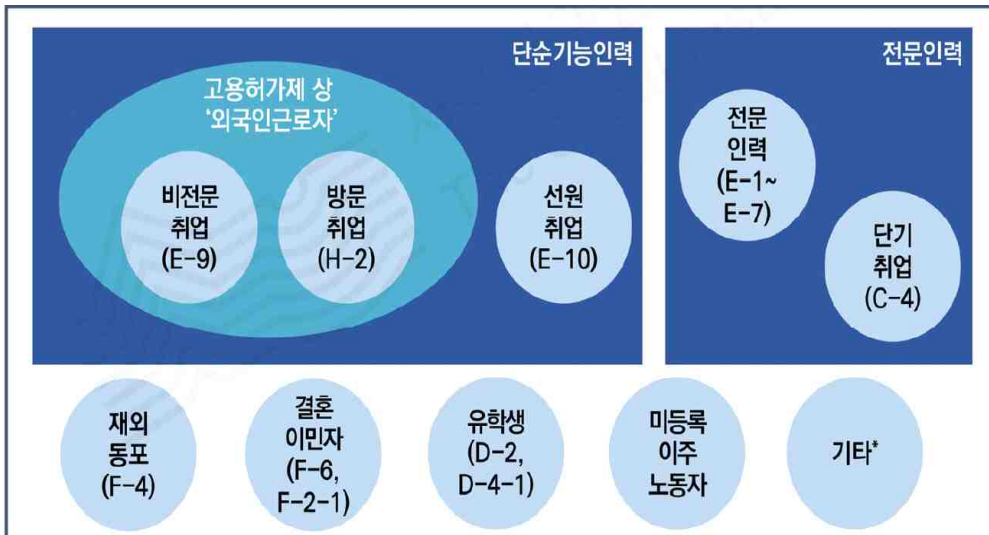 단순기능인력
고용허가제 상
‘외국인근로자’
비전문
취업
(E-9)
방문
취업
(H-2)
선원
취업
(E-10)
전문인력
전문
인력
(E-1~
E-7)
단기
취업
(C-4)
재외
동포
(F-4)
결혼
이민자
(F-6,
F-2-1)
유학생
(D-2,
D-4-1)
미등록
이주
노동자
기타*